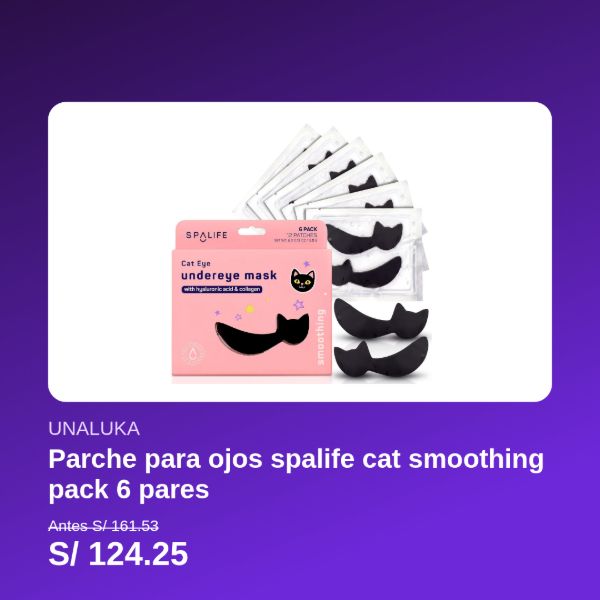 SPALIFE
6 PACK
12 PATCHES
Cat Eye
undereye mask
with hyaluronic acid & collagen
smoothing
UNALUKA
Parche para ojos spalife cat smoothing
pack 6 pares
Antes S/ 161.53
S/ 124.25